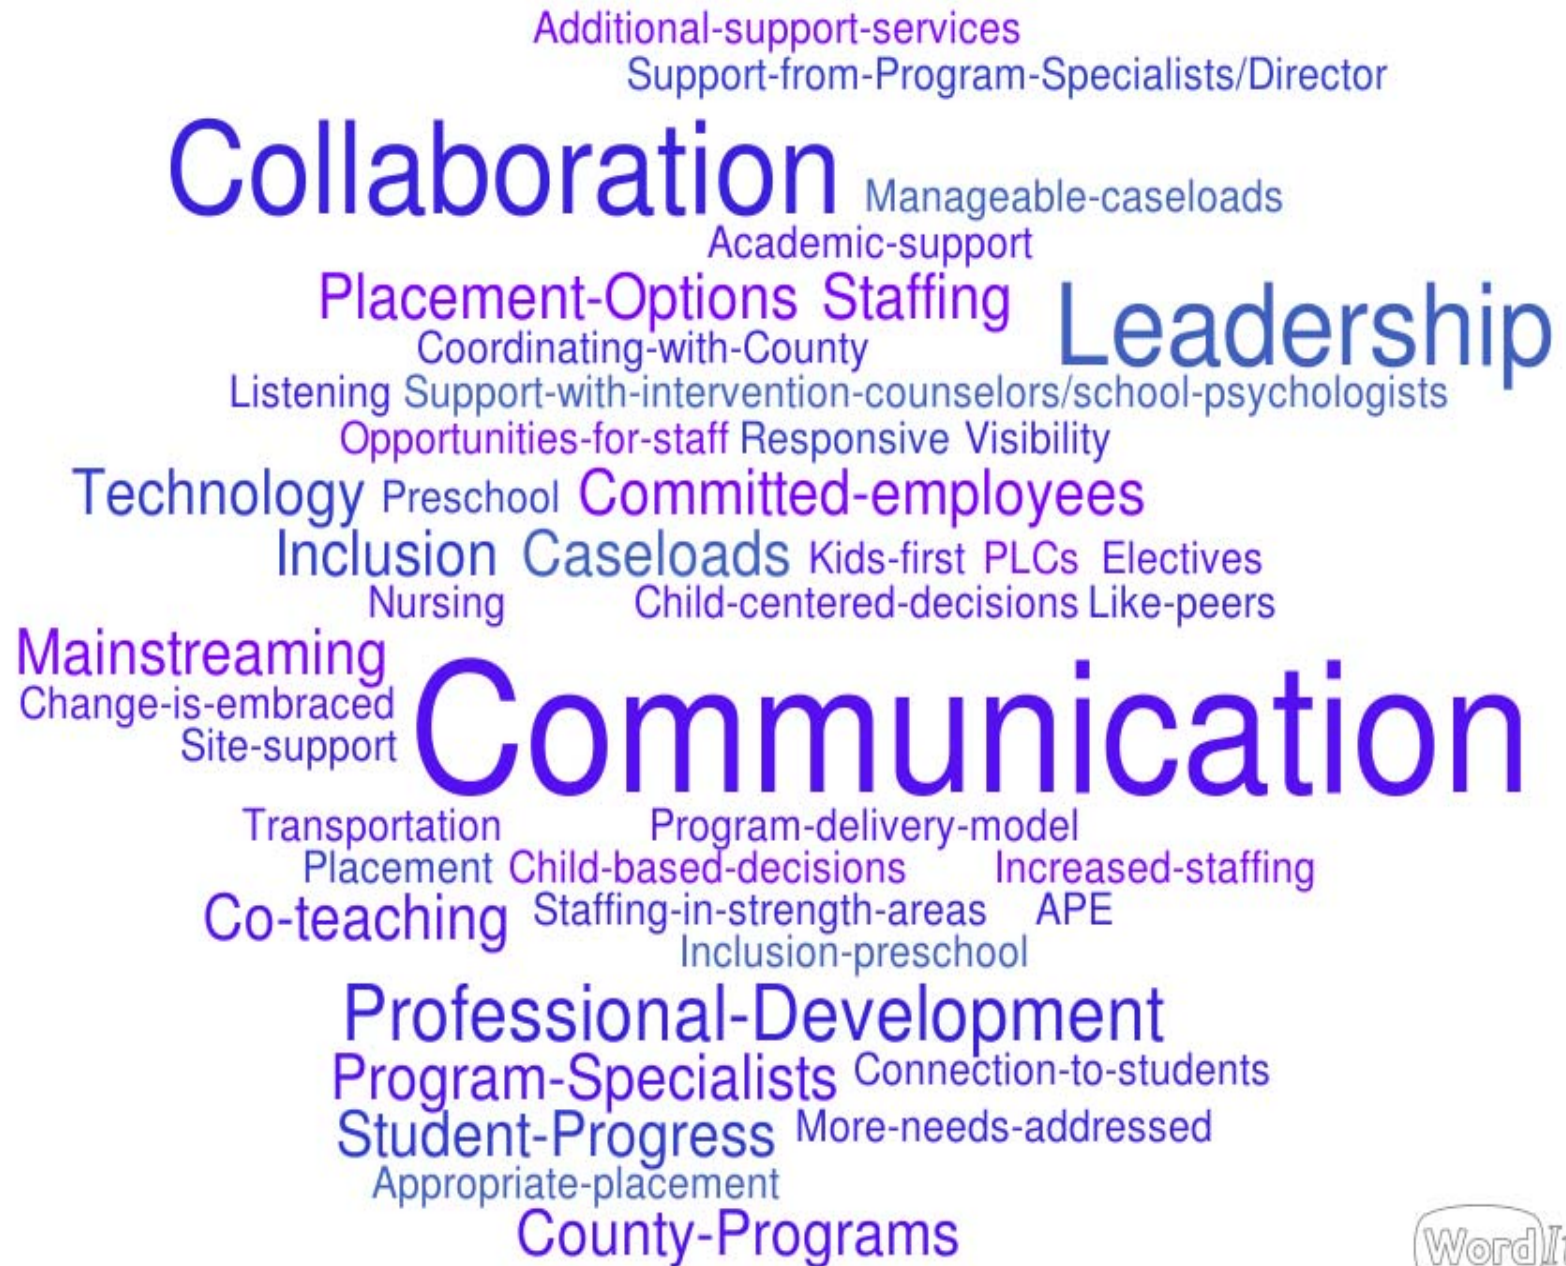 Additional-support-services
Support-from-Program-Specialists/Director
Collaboration Manageable-caseloads
Academic-support
Placement-Options Staffing Leadership
Coordinating-with-County
Listening Support-with-intervention-counselors/school-psychologists
Opportunities-for-staff Responsive Visibility
Technology Preschool Committed-employees
Inclusion Caseloads Kids-first PLCs Electives
Nursing Child-centered-decisions Like-peers
Mainstreaming
Change-is-embraced Communication
Site-support
Transportation Program-delivery-model
Placement Child-based-decisions Increased-staffing
Co-teaching Staffing-in-strength-areas APE
Inclusion-preschool
Professional-Development
Program-Specialists Connection-to-students
Student-Progress More-needs-addressed
Appropriate-placement
County-Programs
Word